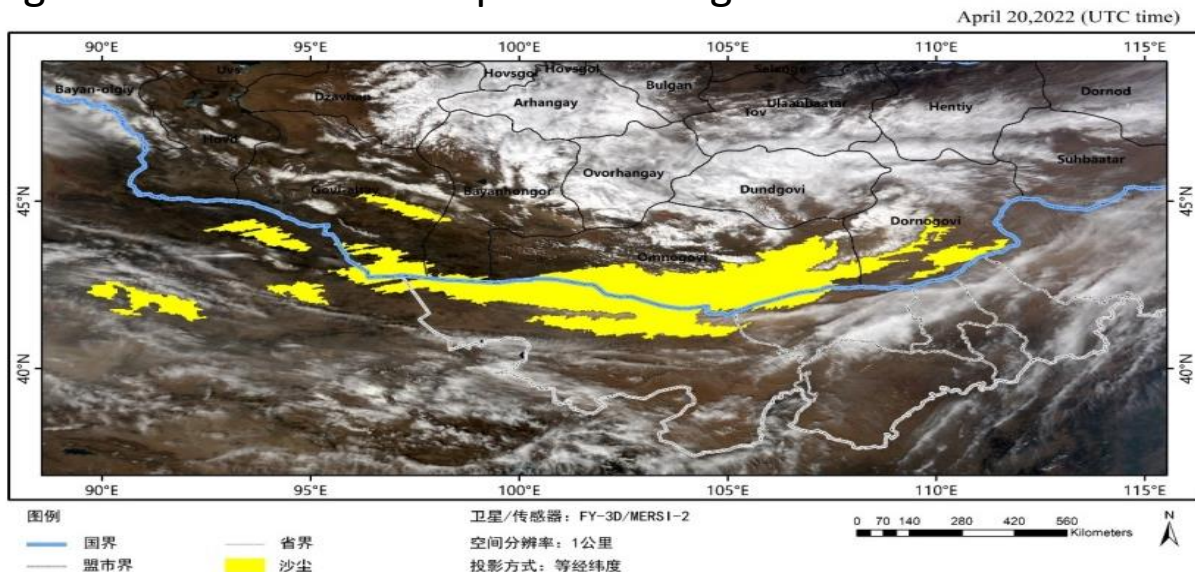 April 20,2022 (UTC time)
90°E 95°E 100°E 105°E 110°E 115°E
Hovsgol Hovsgol Selenge
Bayan-olgiy Uvs Bulgan Dornod
Dzavhan Arhangay Ulaanbaatar Hentiy
Tov
Hovd Suhbaatar
Ovorhangay
Govi-altay Bayanhongor Dundgovi
45°N 45°N
Dornogovi
Omnogovi
40°N 40°N
90°E 95°E 100°E 105°E 110°E 115°E
图例
国界 省界
盟市界 沙尘
卫星/传感器：FY-3D/MERSI-2
空间分辨率：1公里
投影方式：等经纬度
0 70 140 280 420 560
Kilometers
N